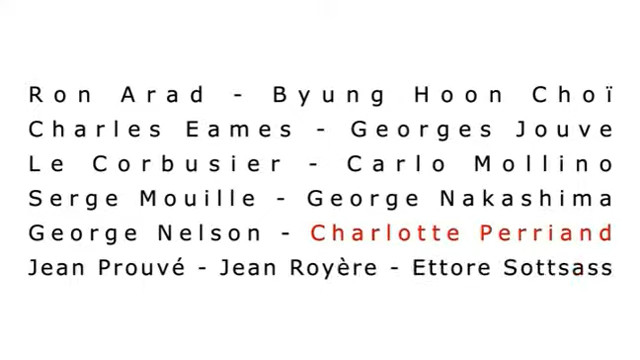 Ron Arad - Byung Hoon Choï
Charles Eames - Georges Jouve
Le Corbusier - Carlo Mollino
Serge Mouille - George Nakashima
George Nelson - Charlotte Perriand
Jean Prouvé - Jean Royère - Ettore Sottsass